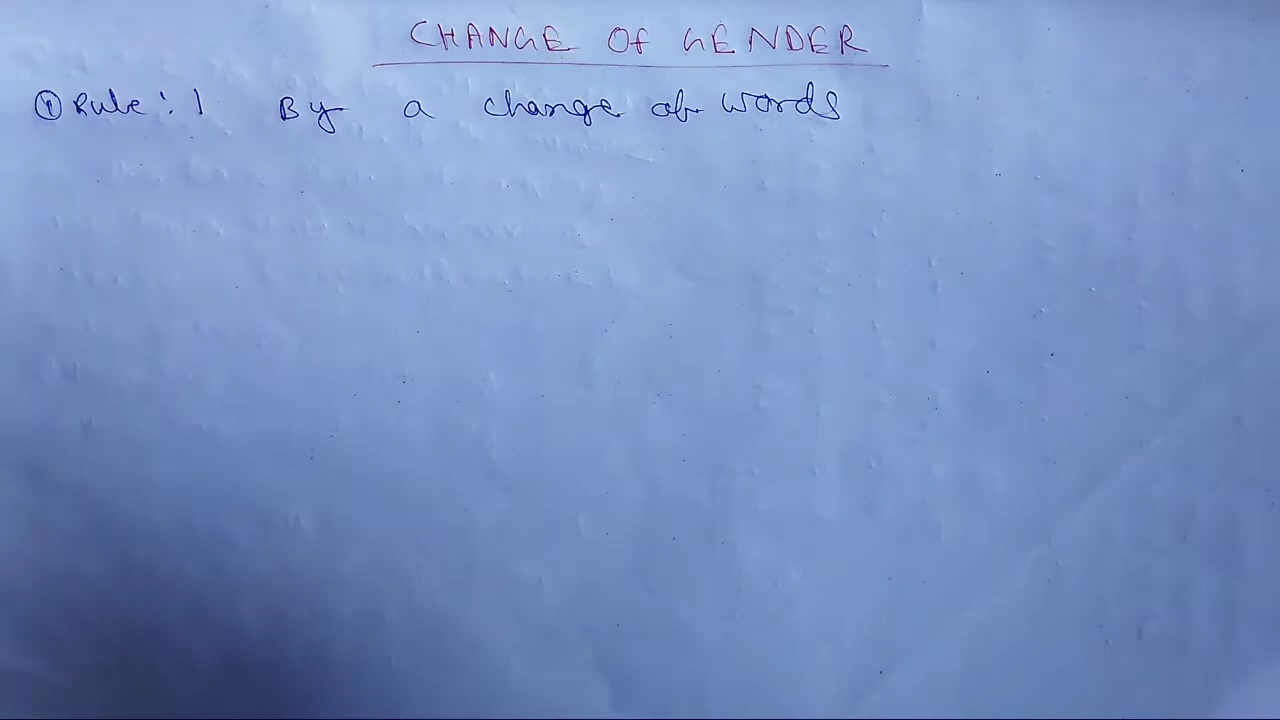 CHANGE Of GENDER
① Rule : 1 By a change of words